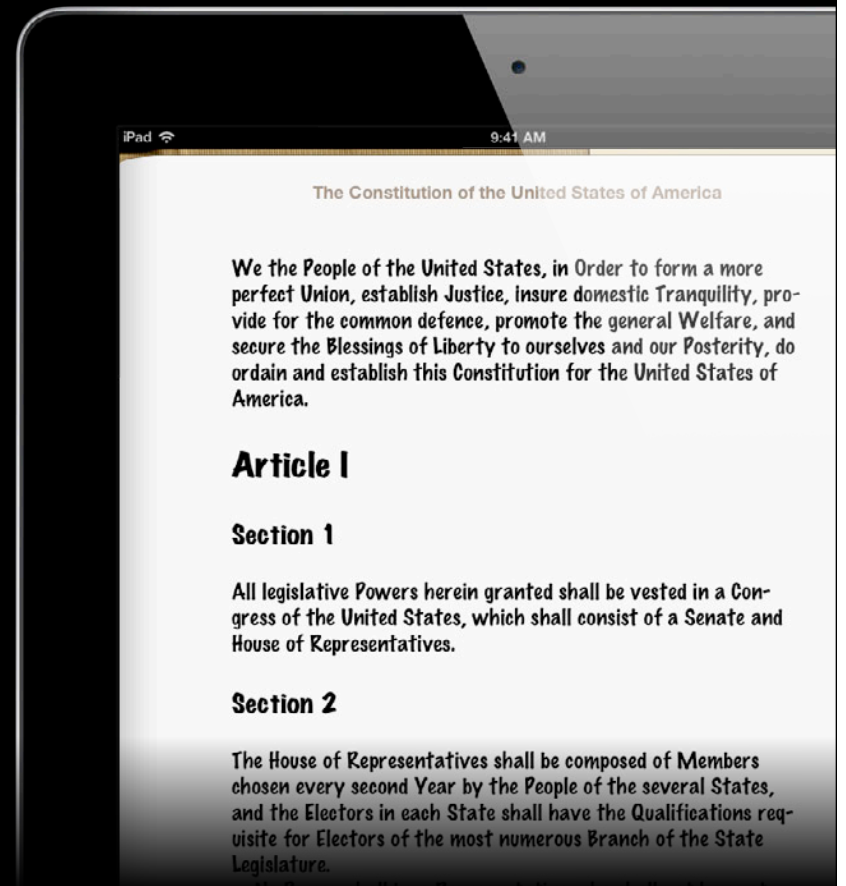 iPad
9:41 AM
The Constitution of the United States of America
We the People of the United States, in Order to form a more
perfect Union, establish Justice, insure domestic Tranquility, pro-
vide for the common defence, promote the general Welfare, and
secure the Blessings of Liberty to ourselves and our Posterity, do
ordain and establish this Constitution for the United States of
America.
Article I
Section 1
All legislative Powers herein granted shall be vested in a Con-
gress of the United States, which shall consist of a Senate and
House of Representatives.
Section 2
The House of Representatives shall be composed of Members
chosen every second Year by the People of the several States,
and the Electors in each State shall have the Qualifications req-
uisite for Electors of the most numerous Branch of the State
Legislature.